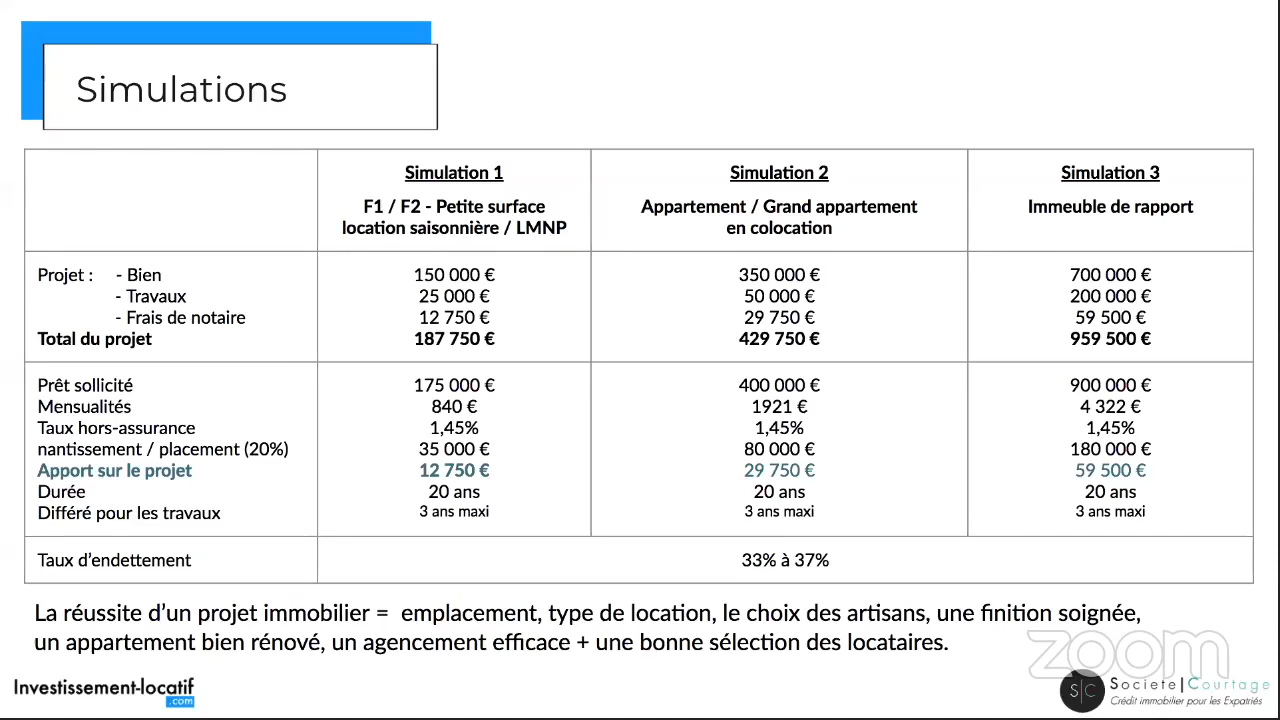 Simulations
Simulation 1 Simulation 2 Simulation 3
F1 / F2 - Petite surface Appartement / Grand appartement Immeuble de rapport
location saisonnière / LMNP en colocation
Projet : - Bien 150 000 € 350 000 € 700 000 €
- Travaux 25 000 € 50 000 € 200 000 €
- Frais de notaire 12 750 € 29 750 € 59 500 €
Total du projet 187 750 € 429 750 € 959 500 €
Prêt sollicité 175 000 € 400 000 € 900 000 €
Mensualités 840 € 1921 € 4 322 €
Taux hors-assurance 1,45% 1,45% 1,45%
nantissement / placement (20%) 35 000 € 80 000 € 180 000 €
Apport sur le projet 12 750 € 29 750 € 59 500 €
Durée 20 ans 20 ans 20 ans
Différé pour les travaux 3 ans maxi 3 ans maxi 3 ans maxi
Taux d'endettement 33% à 37%
La réussite d'un projet immobilier = emplacement, type de location, le choix des artisans, une finition soignée,
un appartement bien rénové, un agencement efficace + une bonne sélection des locataires.
zoom
Investissement-locatif
.com
S|C Societe|Courtage
Crédit immobilier pour les Expatriés